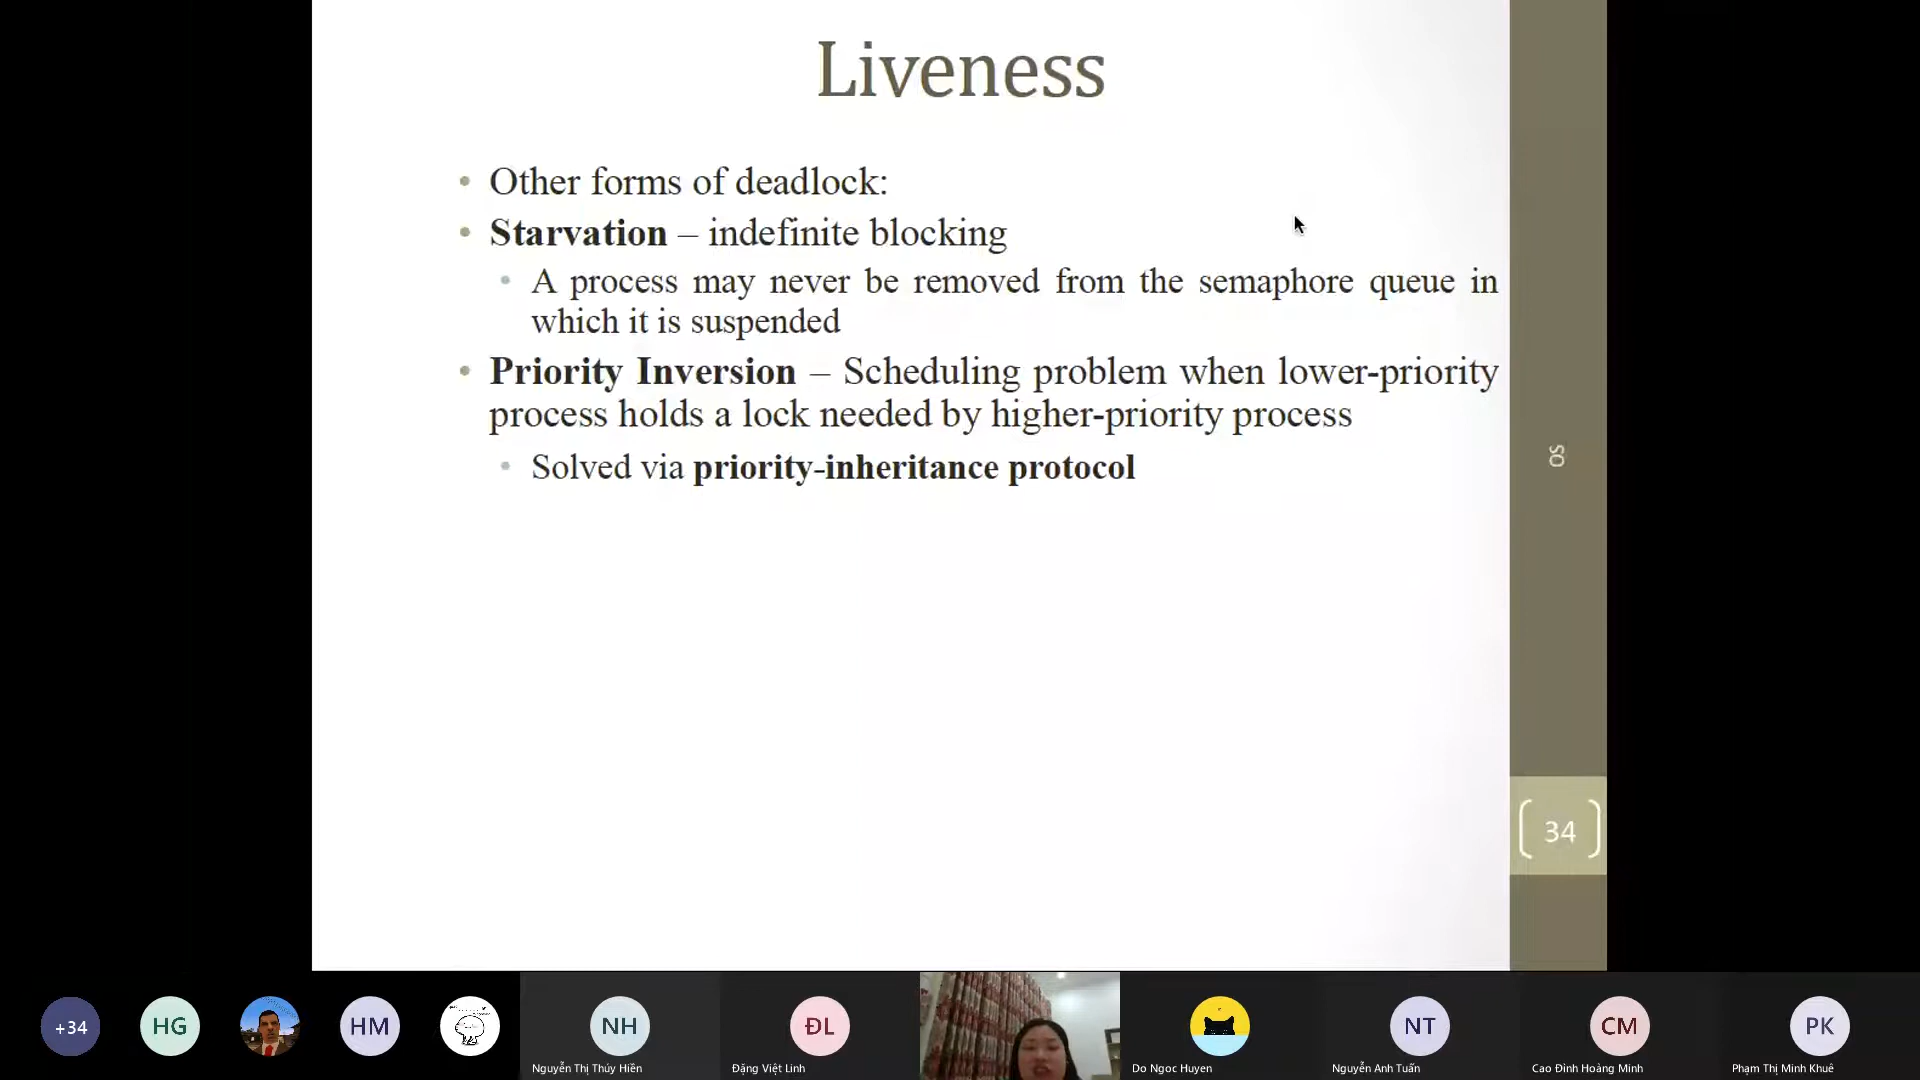 Liveness
• Other forms of deadlock:
• Starvation – indefinite blocking
• A process may never be removed from the semaphore queue in
which it is suspended
• Priority Inversion – Scheduling problem when lower-priority
process holds a lock needed by higher-priority process
• Solved via priority-inheritance protocol
OS
34
+34
HG
HM
NH
ĐL
NT
CM
PK
Nguyễn Thị Thúy Hiền
Đặng Việt Linh
Do Ngoc Huyen
Nguyễn Anh Tuấn
Cao Đình Hoàng Minh
Phạm Thị Minh Khuê